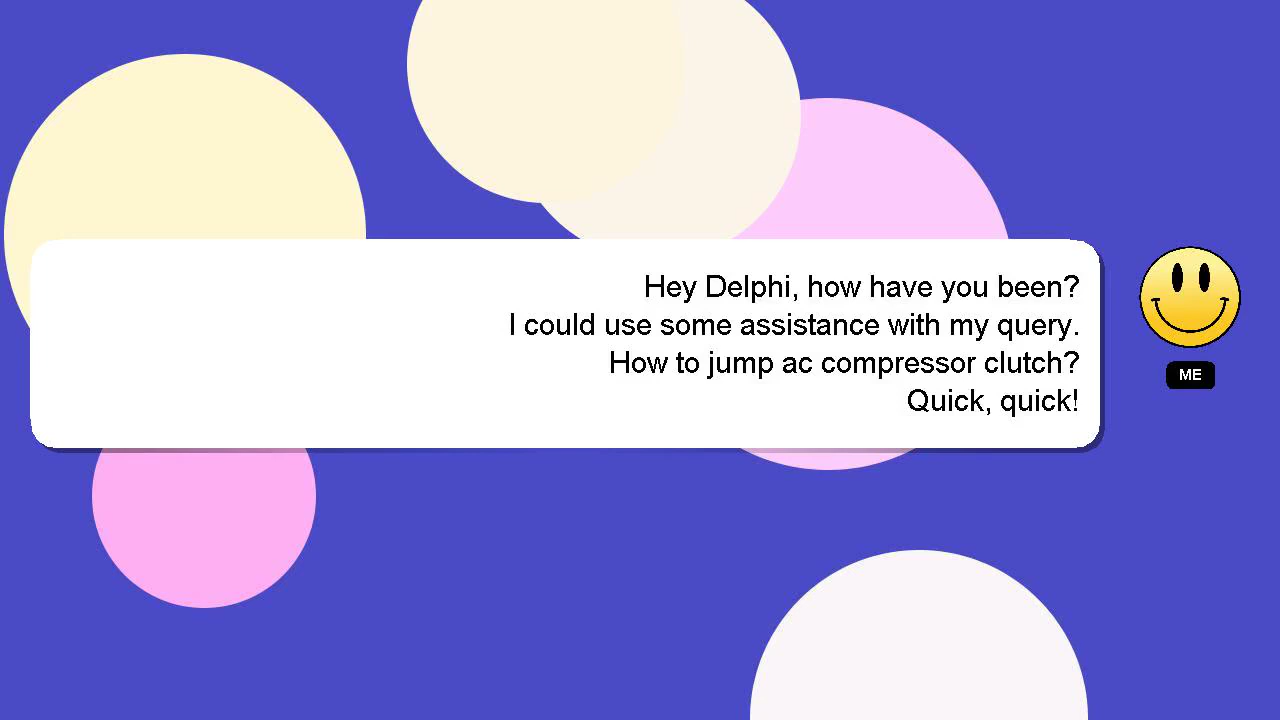 Hey Delphi, how have you been?
I could use some assistance with my query.
How to jump ac compressor clutch?
Quick, quick!
ME